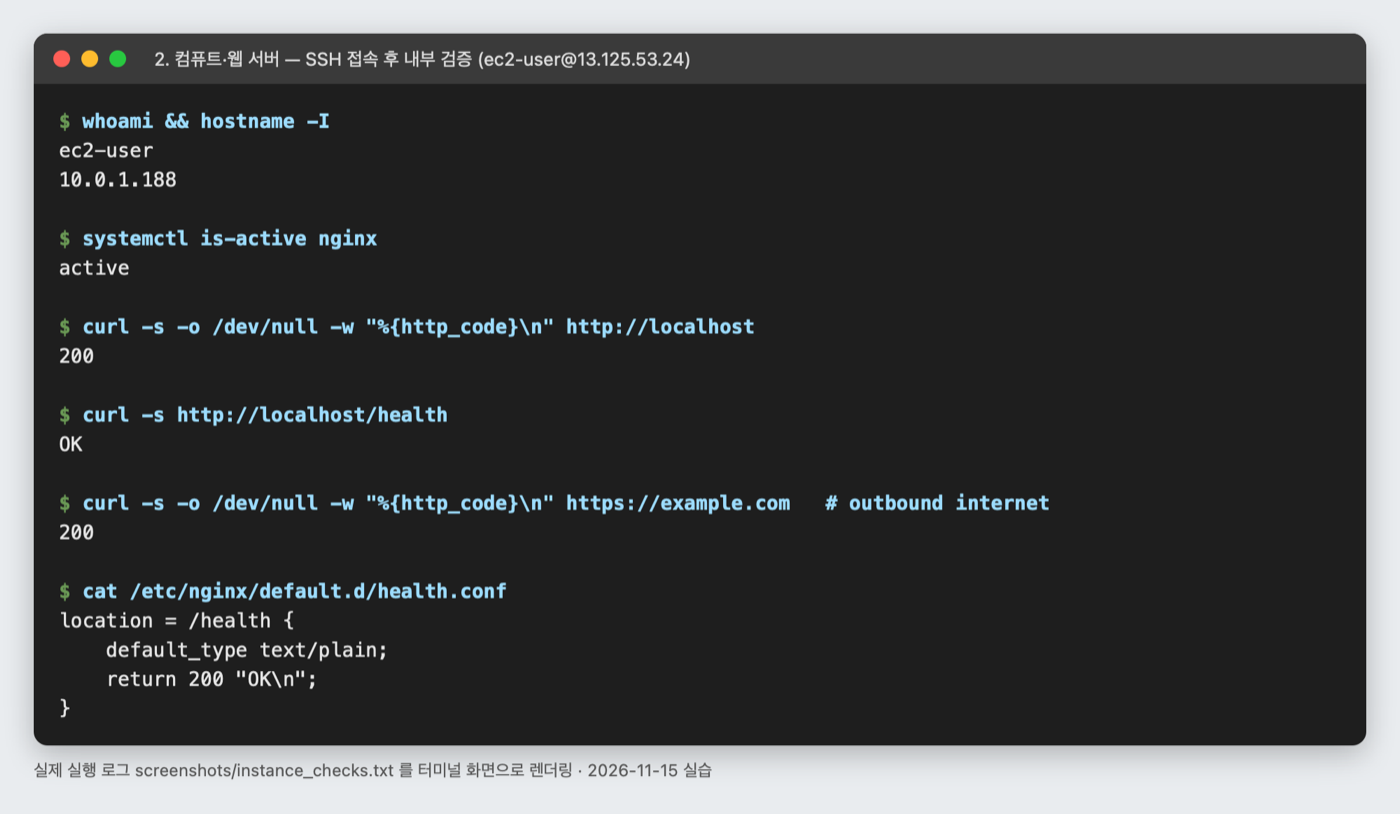 2. 컴퓨트·웹 서버 — SSH 접속 후 내부 검증 (ec2-user@13.125.53.24)
$ whoami && hostname -I
ec2-user
10.0.1.188
$ systemctl is-active nginx
active
$ curl -s -o /dev/null -w "%{http_code}\n" http://localhost
200
$ curl -s http://localhost/health
OK
$ curl -s -o /dev/null -w "%{http_code}\n" https://example.com   # outbound internet
200
$ cat /etc/nginx/default.d/health.conf
location = /health {
    default_type text/plain;
    return 200 "OK\n";
}
실제 실행 로그 screenshots/instance_checks.txt 를 터미널 화면으로 렌더링 · 2026-11-15 실습